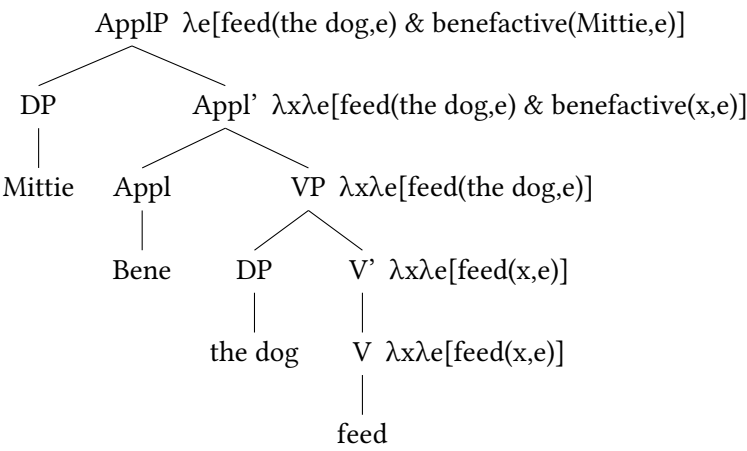 ApplP λe[feed(the dog,e) & benefactive(Mittie,e)]
DP Appl’ λxλe[feed(the dog,e) & benefactive(x,e)]
Mittie Appl VP λxλe[feed(the dog,e)]
Bene DP V’ λxλe[feed(x,e)]
the dog V λxλe[feed(x,e)]
feed